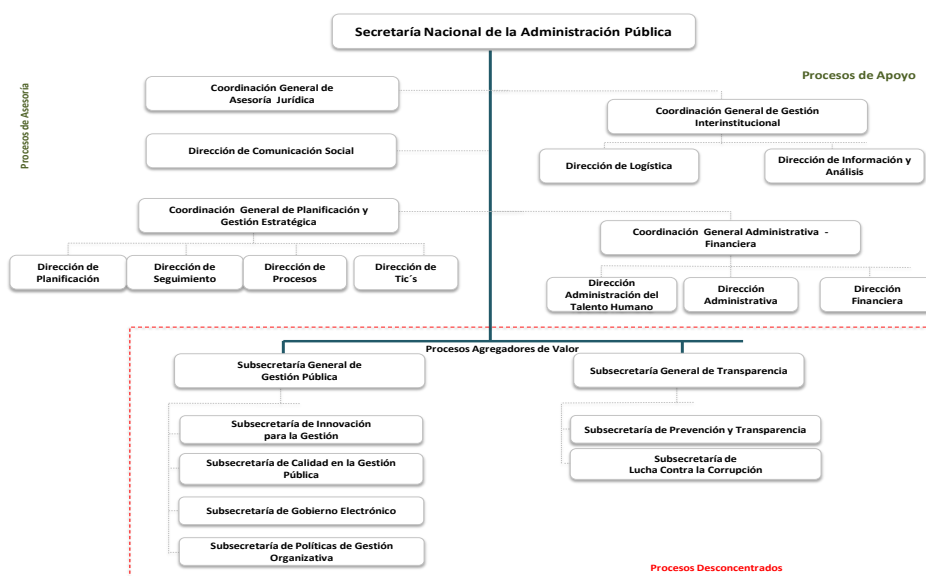 Secretaría Nacional de la Administración Pública
Procesos de Asesoría
Procesos de Apoyo
Coordinación General de
Asesoría Jurídica
Coordinación General de Gestión
Interinstitucional
Dirección de Comunicación Social
Dirección de Logística
Dirección de Información y
Análisis
Coordinación General de Planificación y
Gestión Estratégica
Coordinación General Administrativa -
Financiera
Dirección de
Planificación
Dirección de
Seguimiento
Dirección de
Procesos
Dirección de
Tic´s
Dirección
Administración del
Talento Humano
Dirección
Administrativa
Dirección
Financiera
Procesos Agregadores de Valor
Subsecretaría General de
Gestión Pública
Subsecretaría General de Transparencia
Subsecretaría de Innovación
para la Gestión
Subsecretaría de Calidad en la Gestión
Pública
Subsecretaría de Gobierno Electrónico
Subsecretaría de Políticas de Gestión
Organizativa
Subsecretaría de Prevención y Transparencia
Subsecretaría de
Lucha Contra la Corrupción
Procesos Desconcentrados